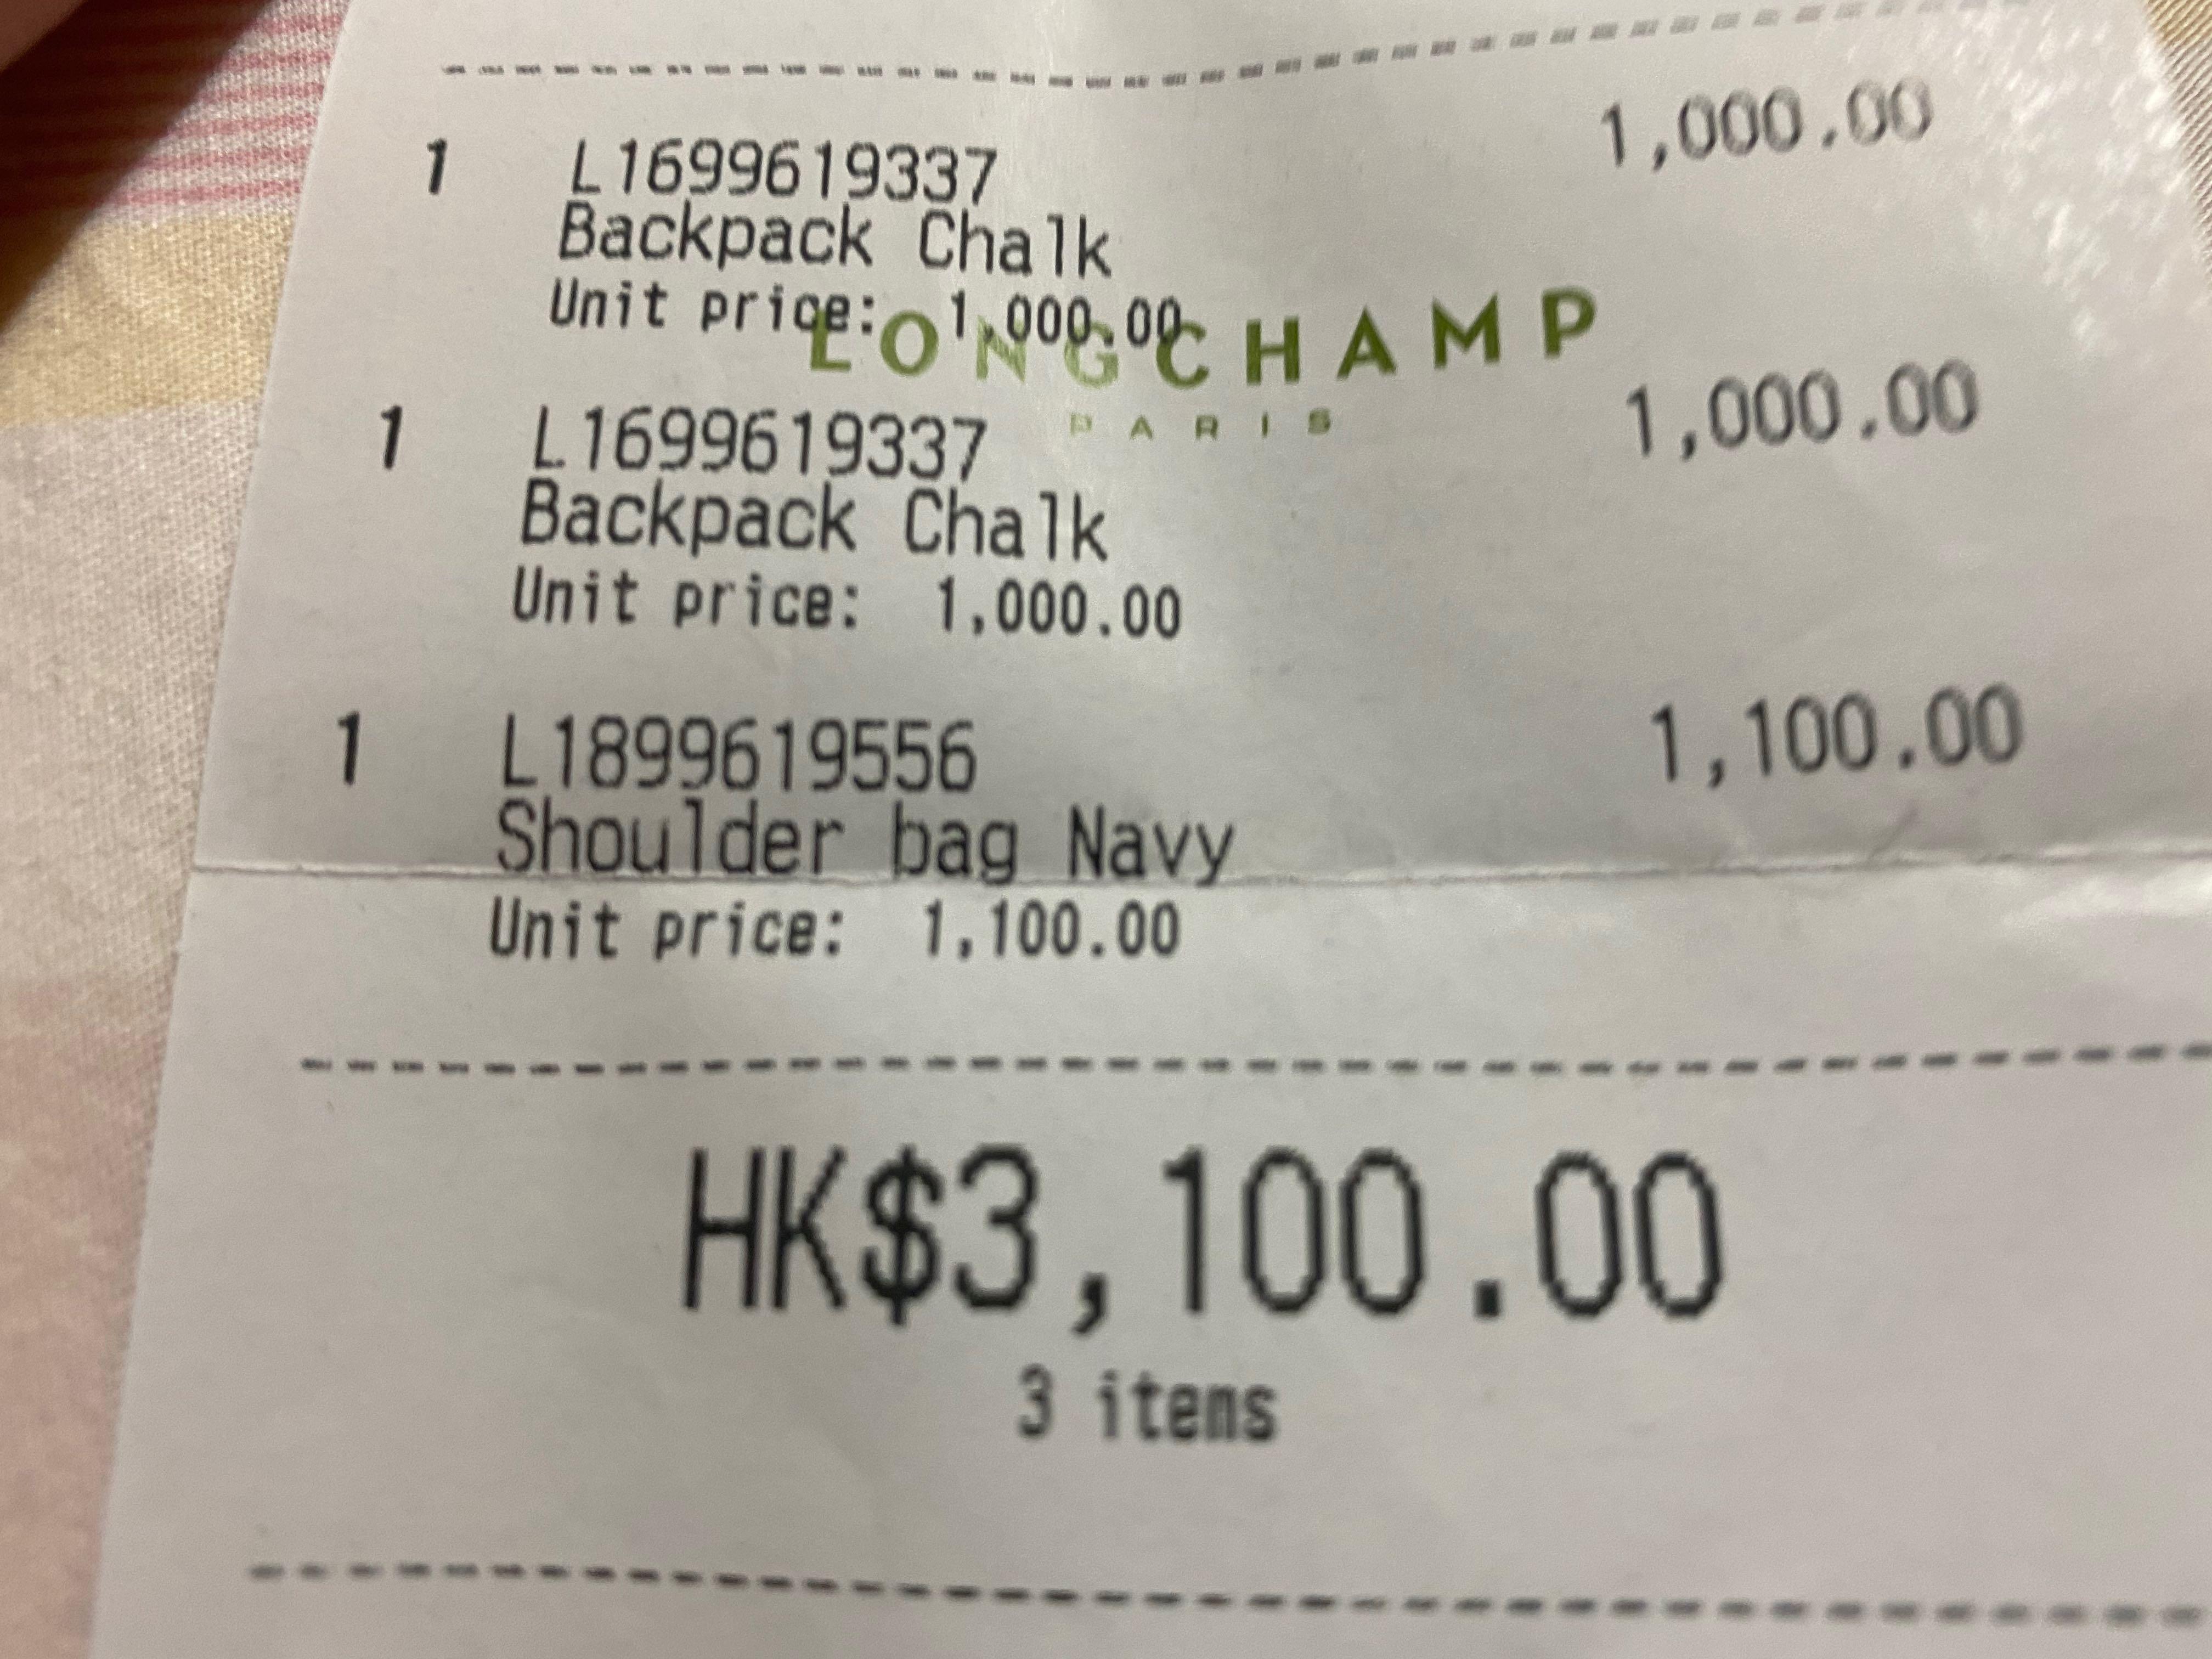 1 L1699619337 1,000.00
Backpack Chalk
Unit price: 1,000.00
LONGCHAMP
PARIS
1 L1699619337 1,000.00
Backpack Chalk
Unit price: 1,000.00
1 L1899619556 1,100.00
Shoulder bag Navy
Unit price: 1,100.00
HK$3,100.00
3 items